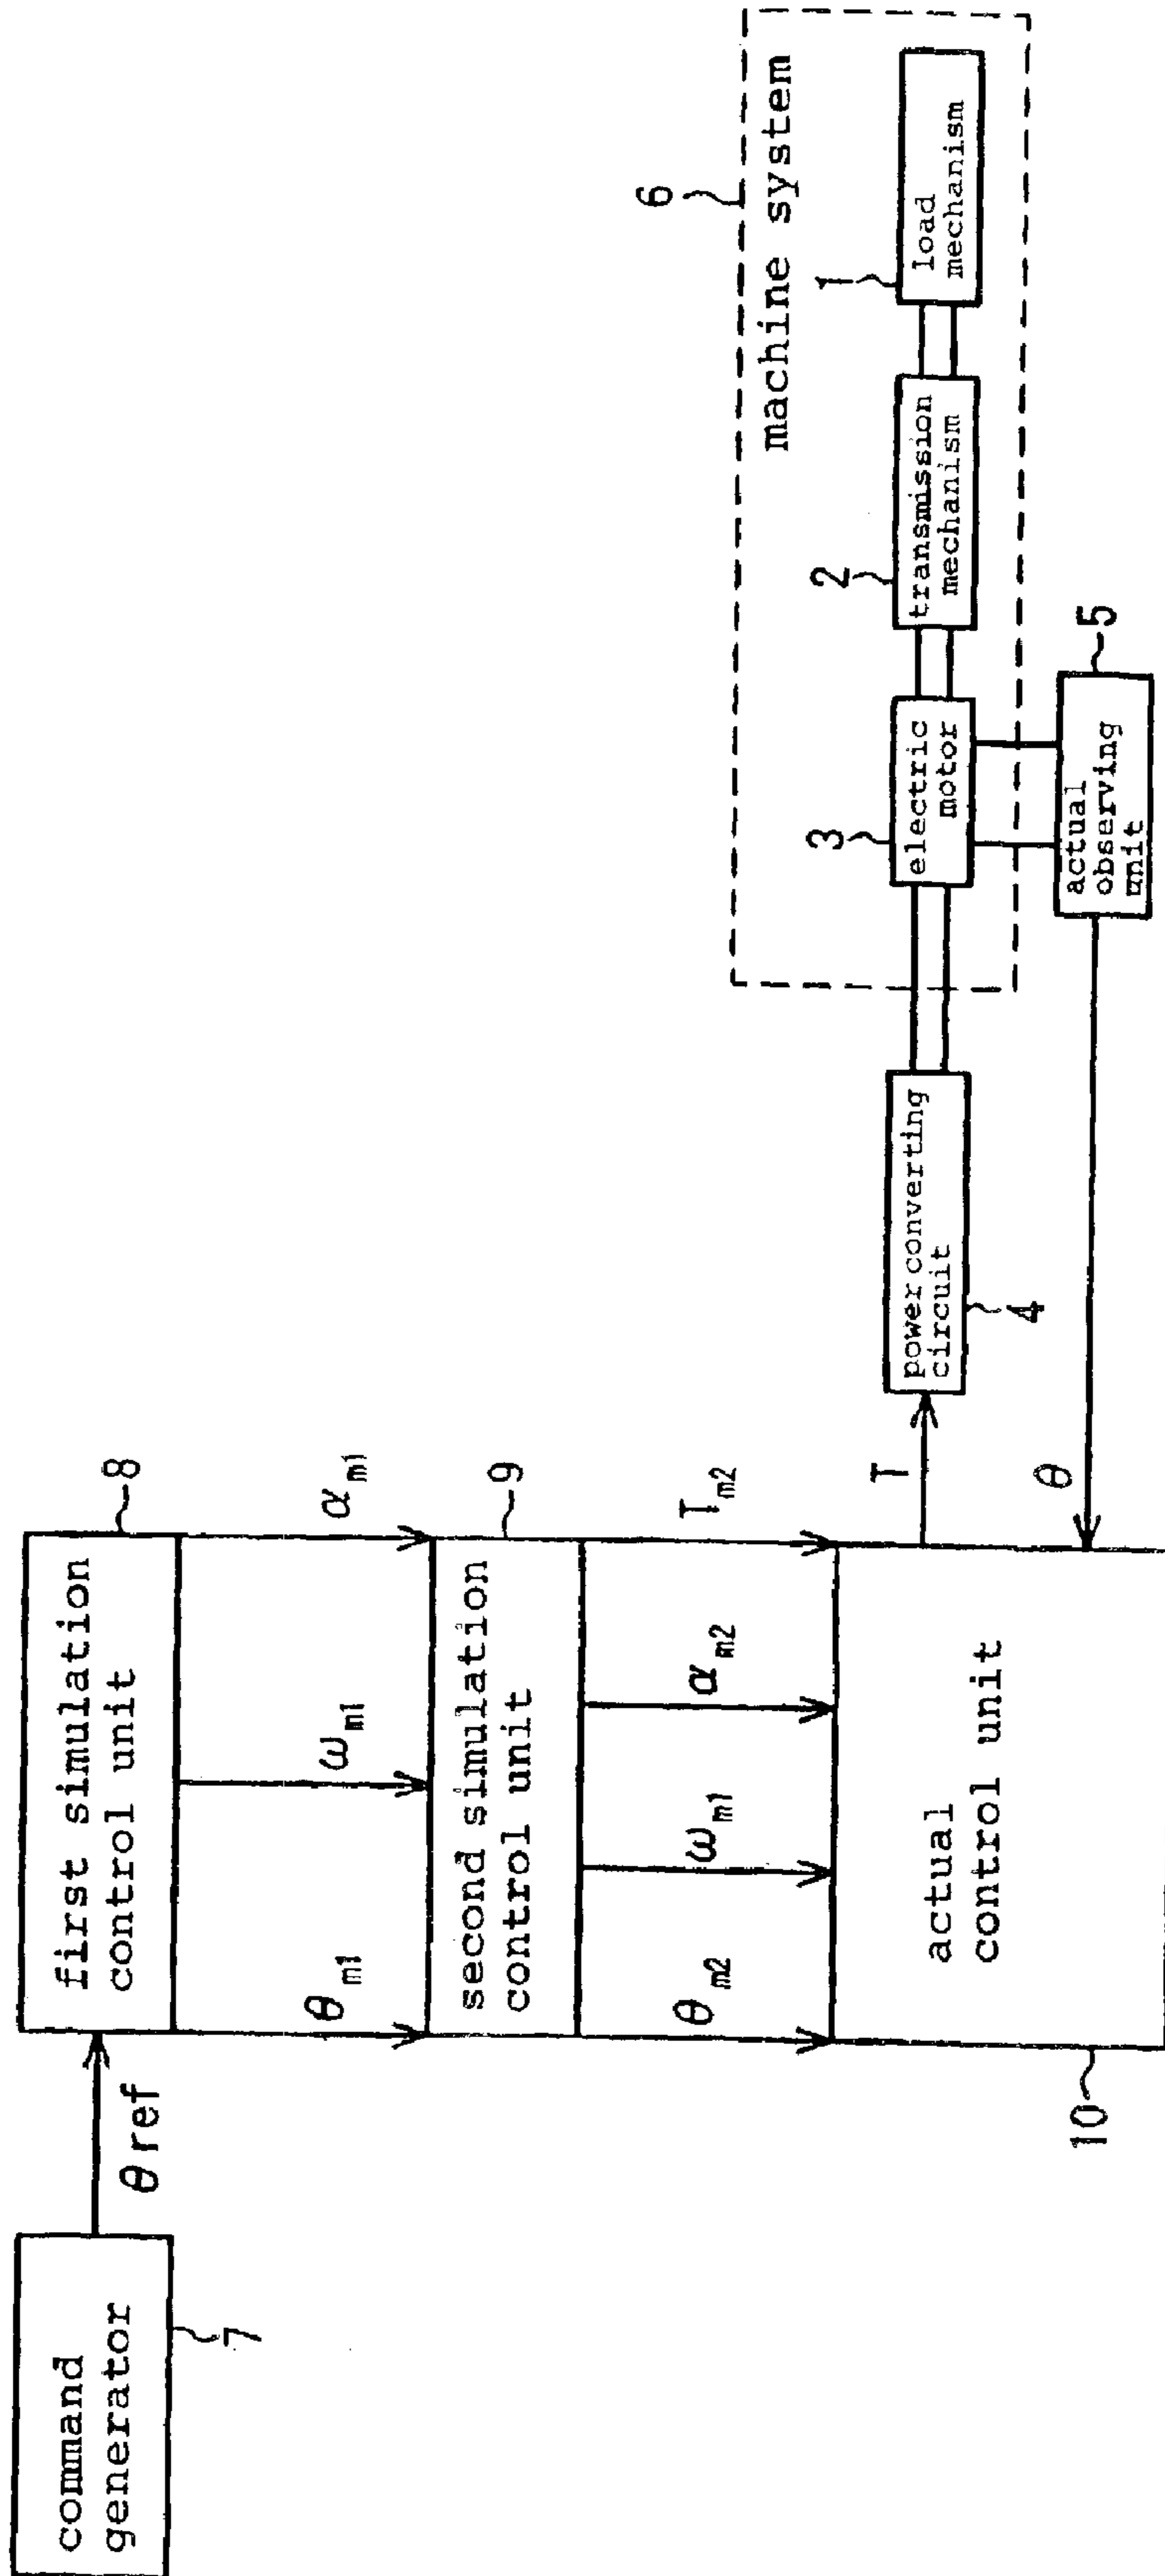 command
generator
7
θ ref
first simulation
control unit
8
θm1
ωm1
αm1
second simulation
control unit
9
θm2
ωm1
αm2
Tm2
actual
control unit
10
T
θ
power converting
circuit
4
6
machine system
electric
motor
3
transmission
mechanism
2
load
mechanism
1
actual
observing
unit
5